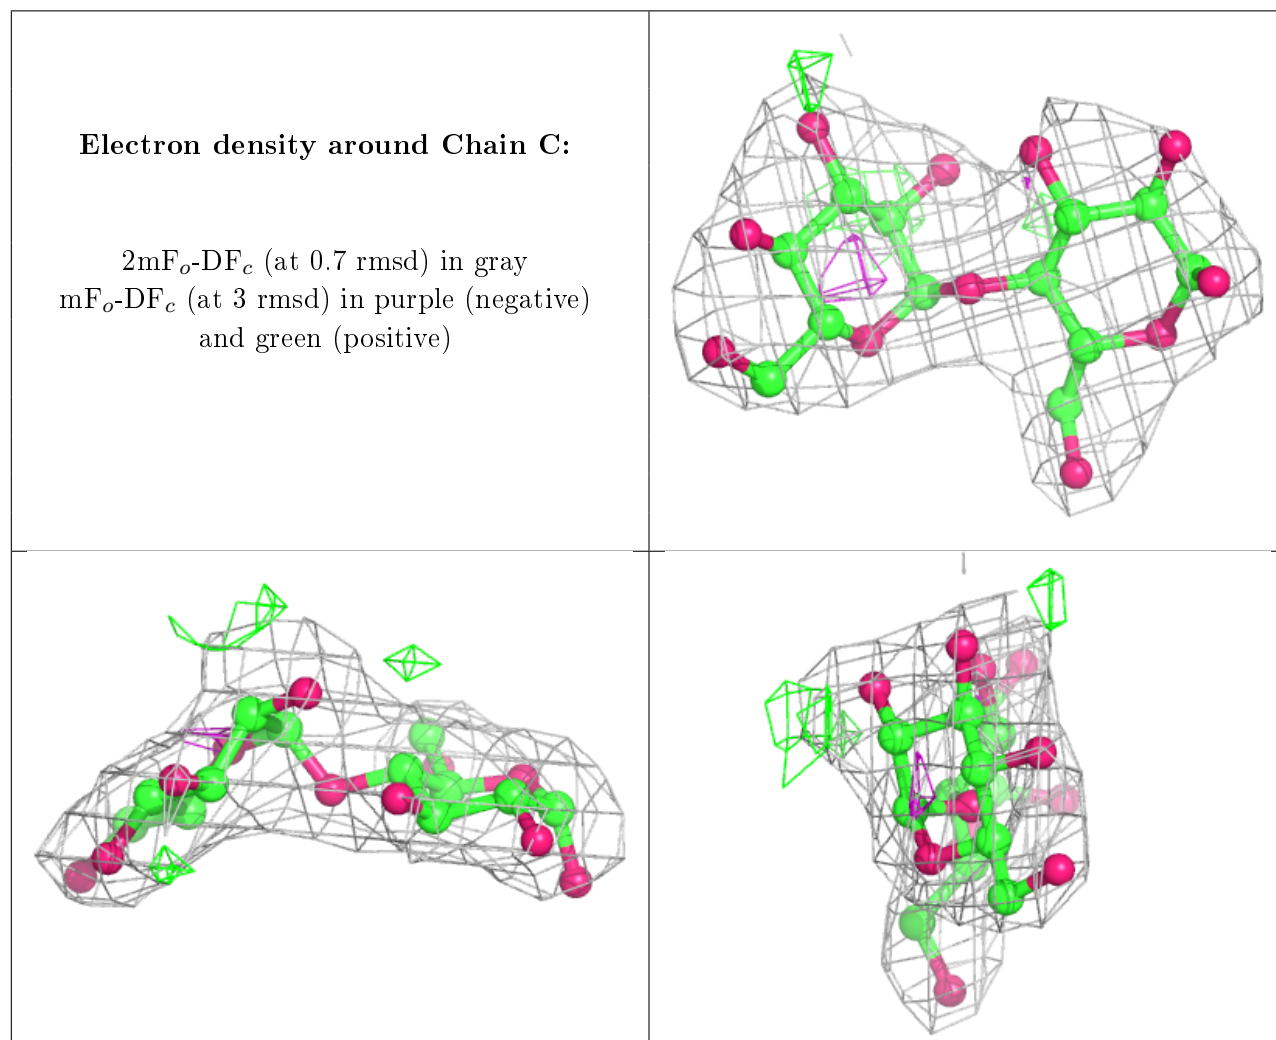 Electron density around Chain C:
2mFₒ-DF𝒸 (at 0.7 rmsd) in gray
mFₒ-DF𝒸 (at 3 rmsd) in purple (negative)
and green (positive)